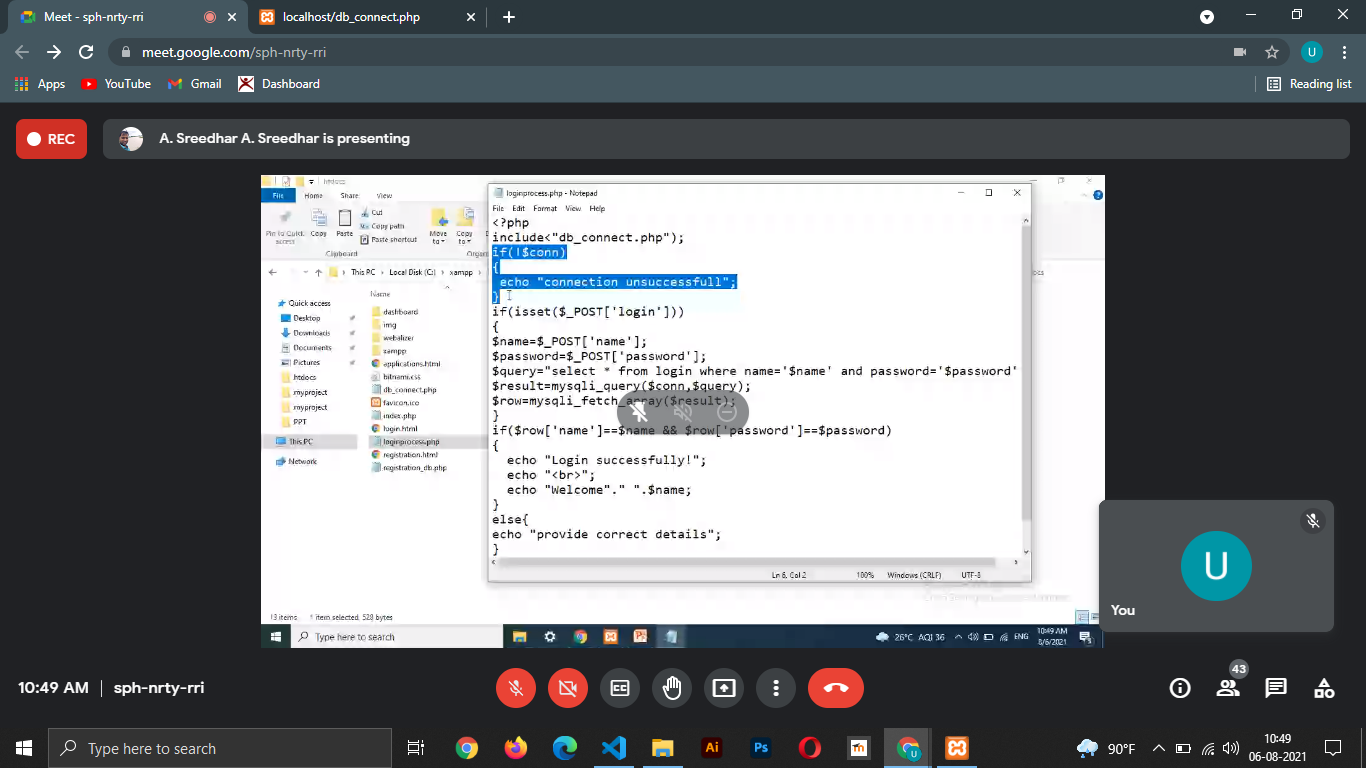 Meet - sph-nrty-rri
localhost/db_connect.php
meet.google.com/sph-nrty-rri
U
Apps
YouTube
Gmail
Dashboard
Reading list
REC
A. Sreedhar A. Sreedhar is presenting
htdocs
File
Home
Share
View
Pin to Quick access
Copy
Paste
Cut
Copy path
Paste shortcut
Move to
Copy to
Clipboard
Organ
This PC
Local Disk (C:)
xampp
Name
Quick access
Desktop
Downloads
Documents
Pictures
htdocs
myproject
myproject
PPT
This PC
Network
dashboard
img
webalizer
xampp
applications.html
bitnami.css
db_connect.php
favicon.ico
index.php
login.html
loginprocess.php
registration.html
registration_db.php
13 items
1 item selected, 528 bytes
loginprocess.php - Notepad
File
Edit
Format
View
Help
<?php
include<"db_connect.php");
if(!$conn)
{
echo "connection unsuccessfull";
}
if(isset($_POST['login']))
{
$name=$_POST['name'];
$password=$_POST['password'];
$query="select * from login where name='$name' and password='$password'
$result=mysqli_query($conn,$query);
$row=mysqli_fetch_array($result);
}
if($row['name']==$name && $row['password']==$password)
{
echo "Login successfully!";
echo "<br>";
echo "Welcome"." ".$name;
}
else{
echo "provide correct details";
}
Ln 6, Col 2
100%
Windows (CRLF)
UTF-8
Type here to search
26°C AQI 36
ENG
10:49 AM
8/6/2021
U
You
10:49 AM
sph-nrty-rri
43
Type here to search
Ai
Ps
m
U
90°F
10:49
06-08-2021